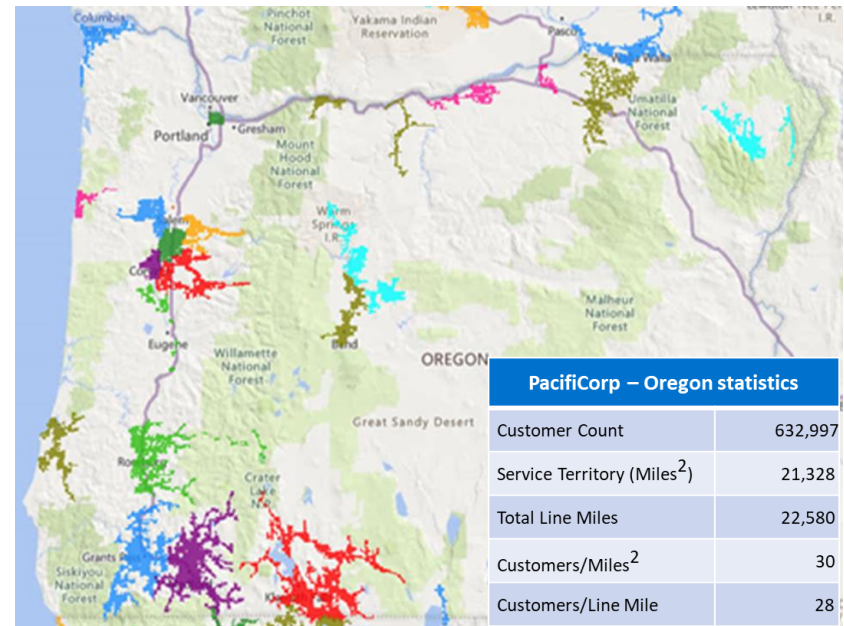 Columbia
Pinchot
National
Forest
Yakama Indian
Reservation
I.R.
Pasco
Walla Walla
Vancouver
Portland
Gresham
Umatilla
National
Forest
Mount
Hood
National
Forest
Warm
Springs
I.R.
Malheur
National
Forest
Eugene
Willamette
National
Forest
Bend
OREGON
Great Sandy Desert
Crater
Lake
N.P.
Grants
Siskiyou
National
Forest
PacifiCorp – Oregon statistics
Customer Count 632,997
Service Territory (Miles²) 21,328
Total Line Miles 22,580
Customers/Miles² 30
Customers/Line Mile 28